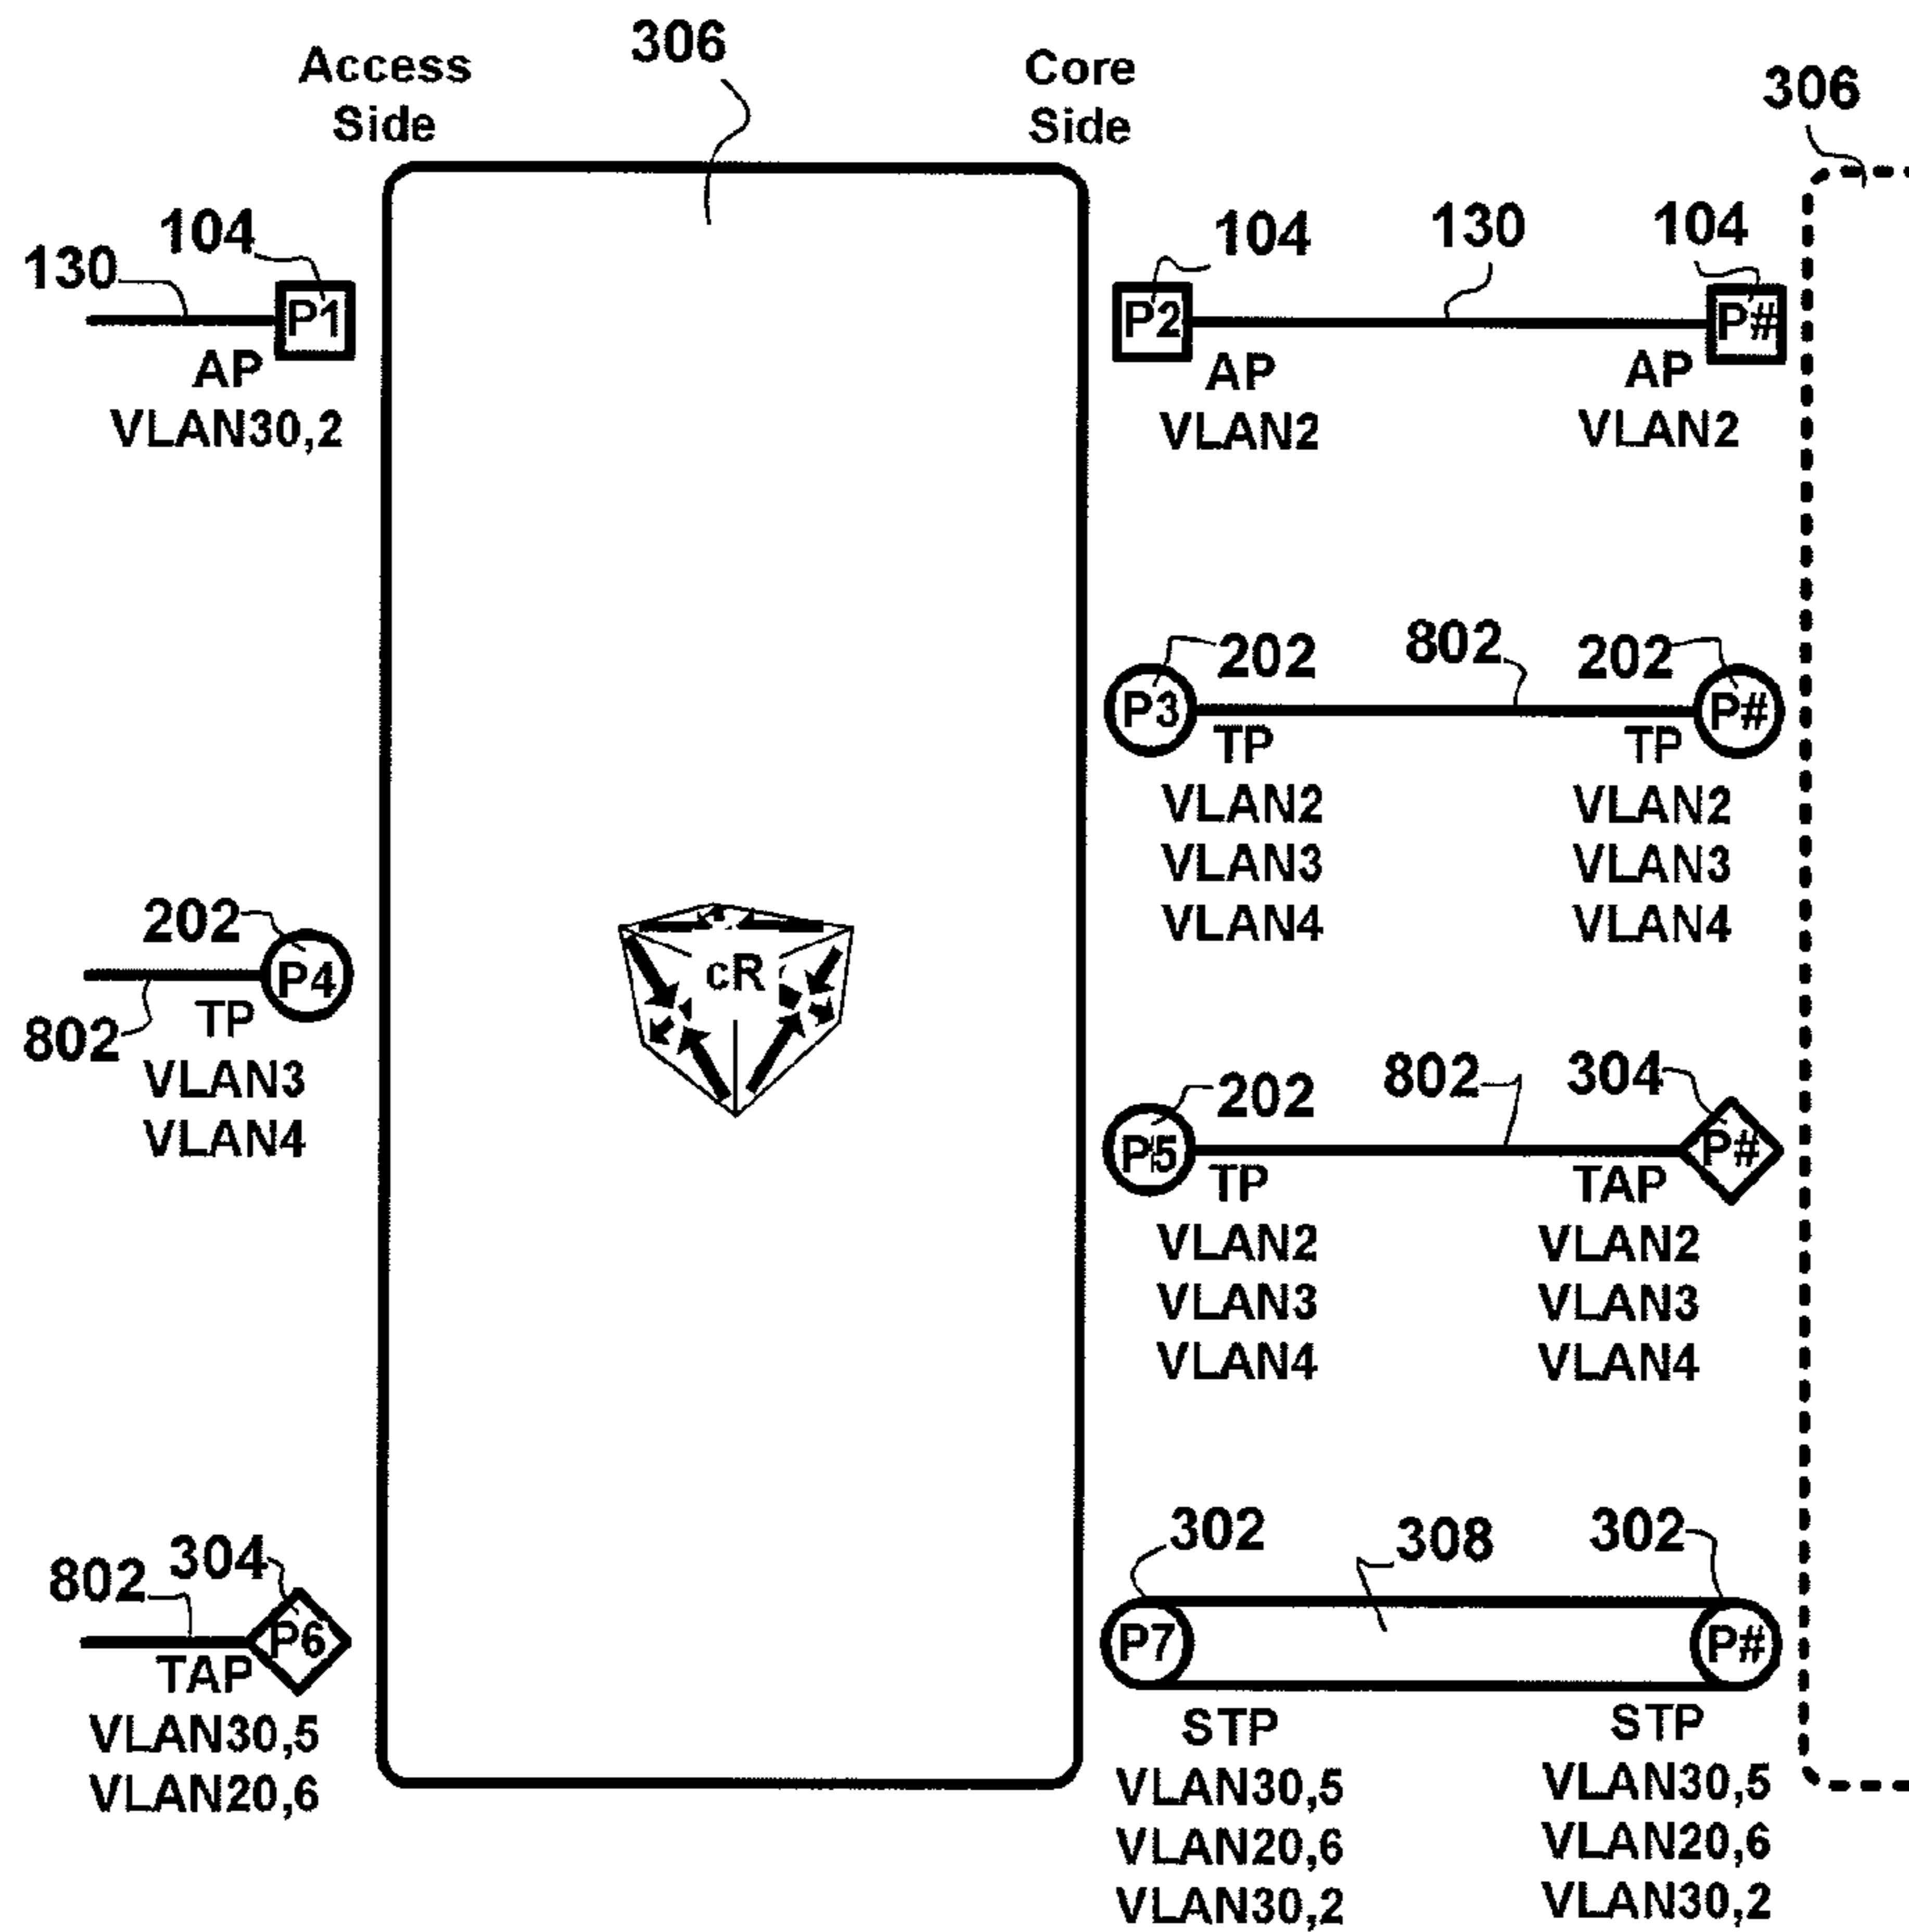 Access
Side
306
Core
Side
306
130
104
P1
AP
VLAN30,2
104
130
104
P2
P#
AP
VLAN2
AP
VLAN2
202
802
202
P3
P#
TP
VLAN2
VLAN3
VLAN4
TP
VLAN2
VLAN3
VLAN4
202
P4
802
TP
VLAN3
VLAN4
cR
202
802
304
P5
P#
TP
VLAN2
VLAN3
VLAN4
TAP
VLAN2
VLAN3
VLAN4
802
304
P6
TAP
VLAN30,5
VLAN20,6
302
308
302
P7
P#
STP
VLAN30,5
VLAN20,6
VLAN30,2
STP
VLAN30,5
VLAN20,6
VLAN30,2